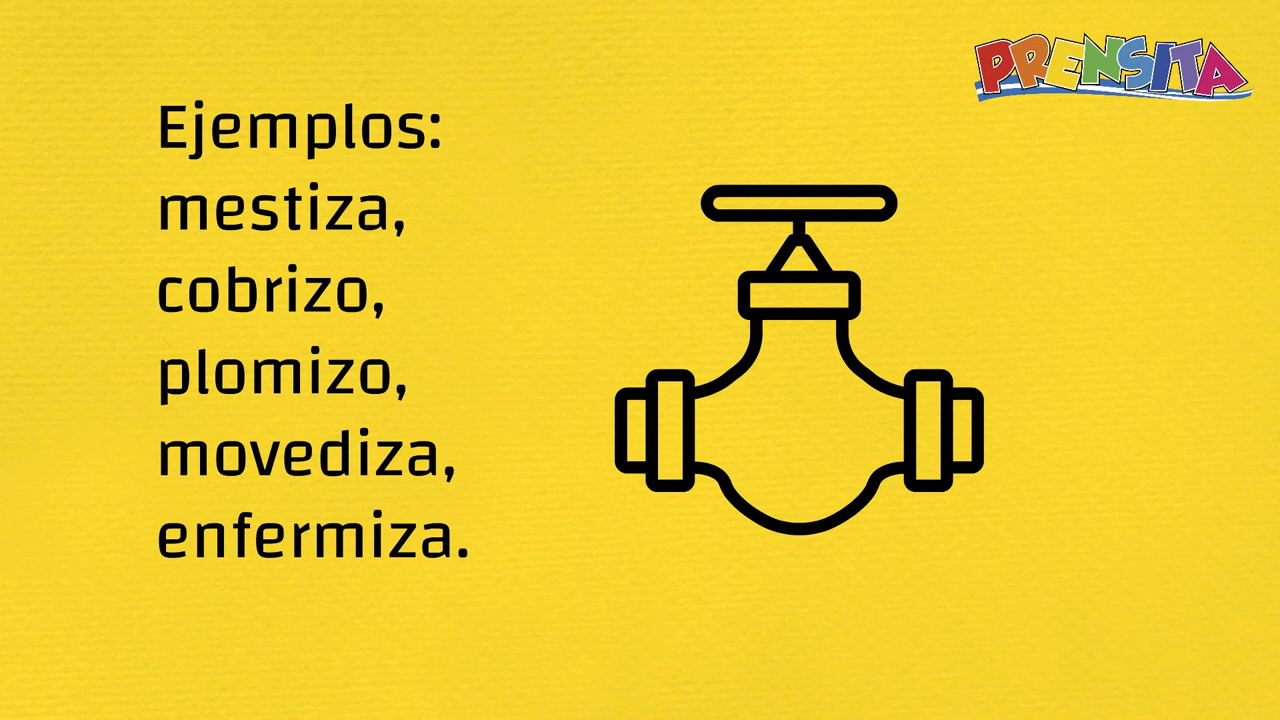 PRENSITA
Ejemplos:
mestiza,
cobrizo,
plomizo,
movediza,
enfermiza.